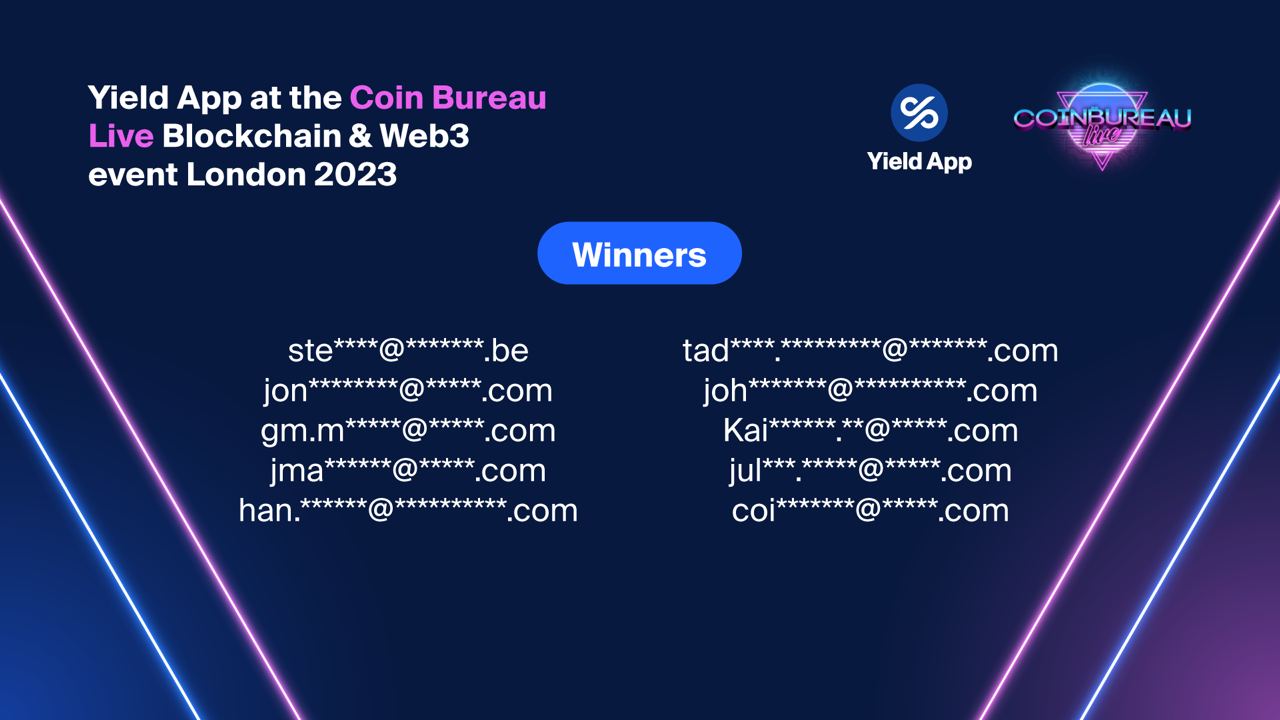 Yield App at the Coin Bureau
Live Blockchain & Web3
event London 2023
Yield App
COINBUREAU
live
Winners
ste****@*******.be
jon********@*****.com
gm.m*****@*****.com
jma******@*****.com
han.******@**********.com
tad****.*********@*******.com
joh*******@**********.com
Kai******.**@*****.com
jul***.*****@*****.com
coi*******@*****.com